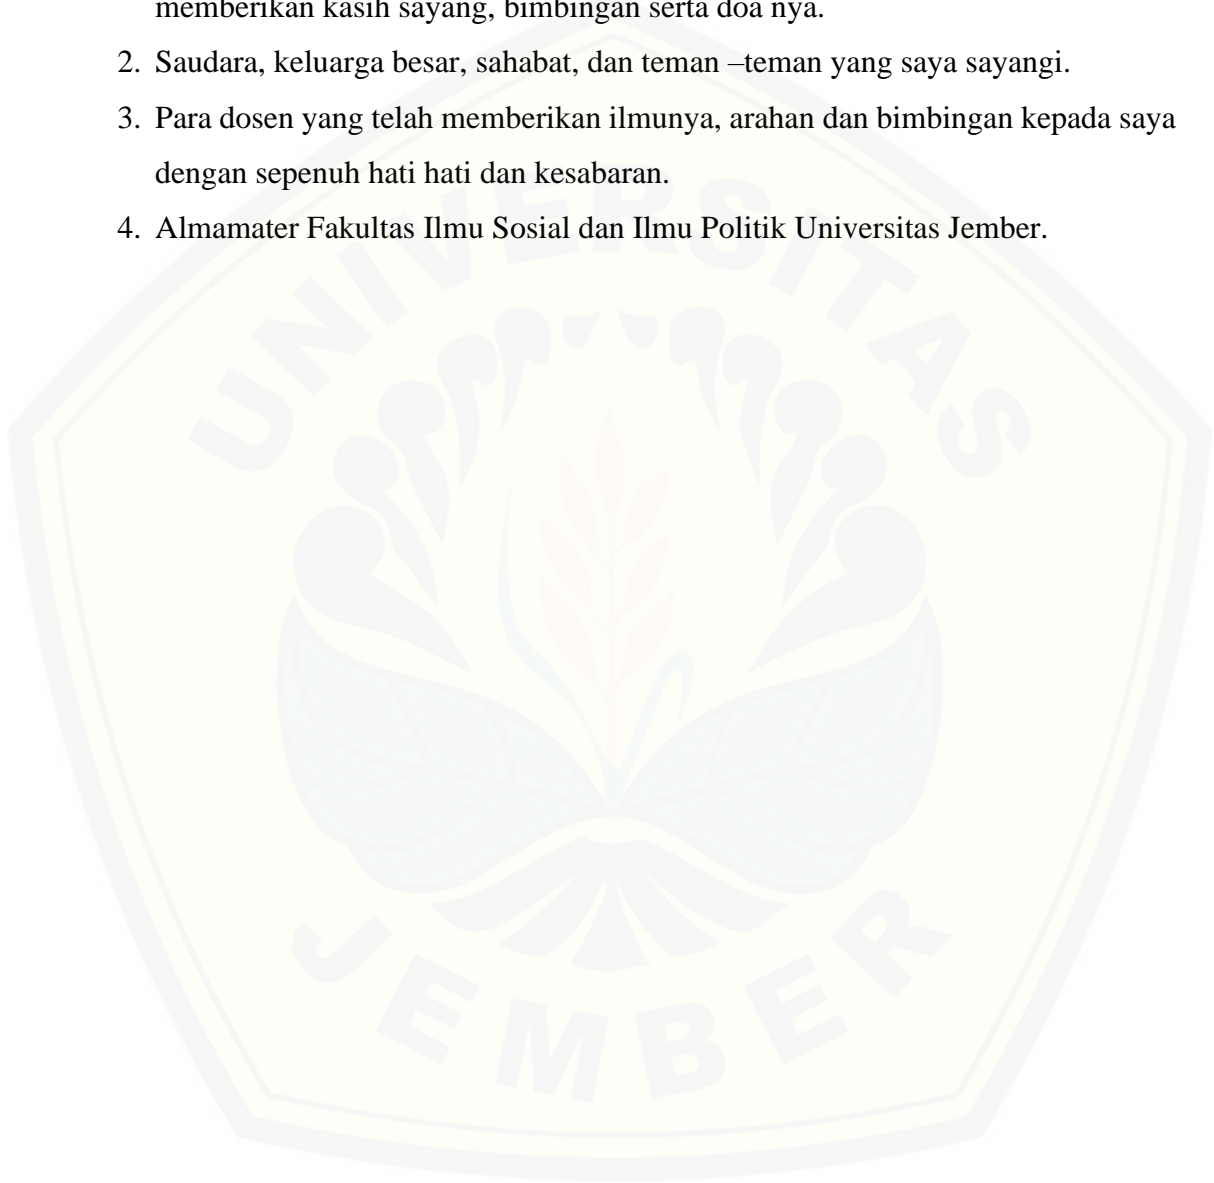 memberikan kasih sayang, bimbingan serta doa nya.
2. Saudara, keluarga besar, sahabat, dan teman –teman yang saya sayangi.
3. Para dosen yang telah memberikan ilmunya, arahan dan bimbingan kepada saya
dengan sepenuh hati hati dan kesabaran.
4. Almamater Fakultas Ilmu Sosial dan Ilmu Politik Universitas Jember.
UNIVERSITAS
JEMBER